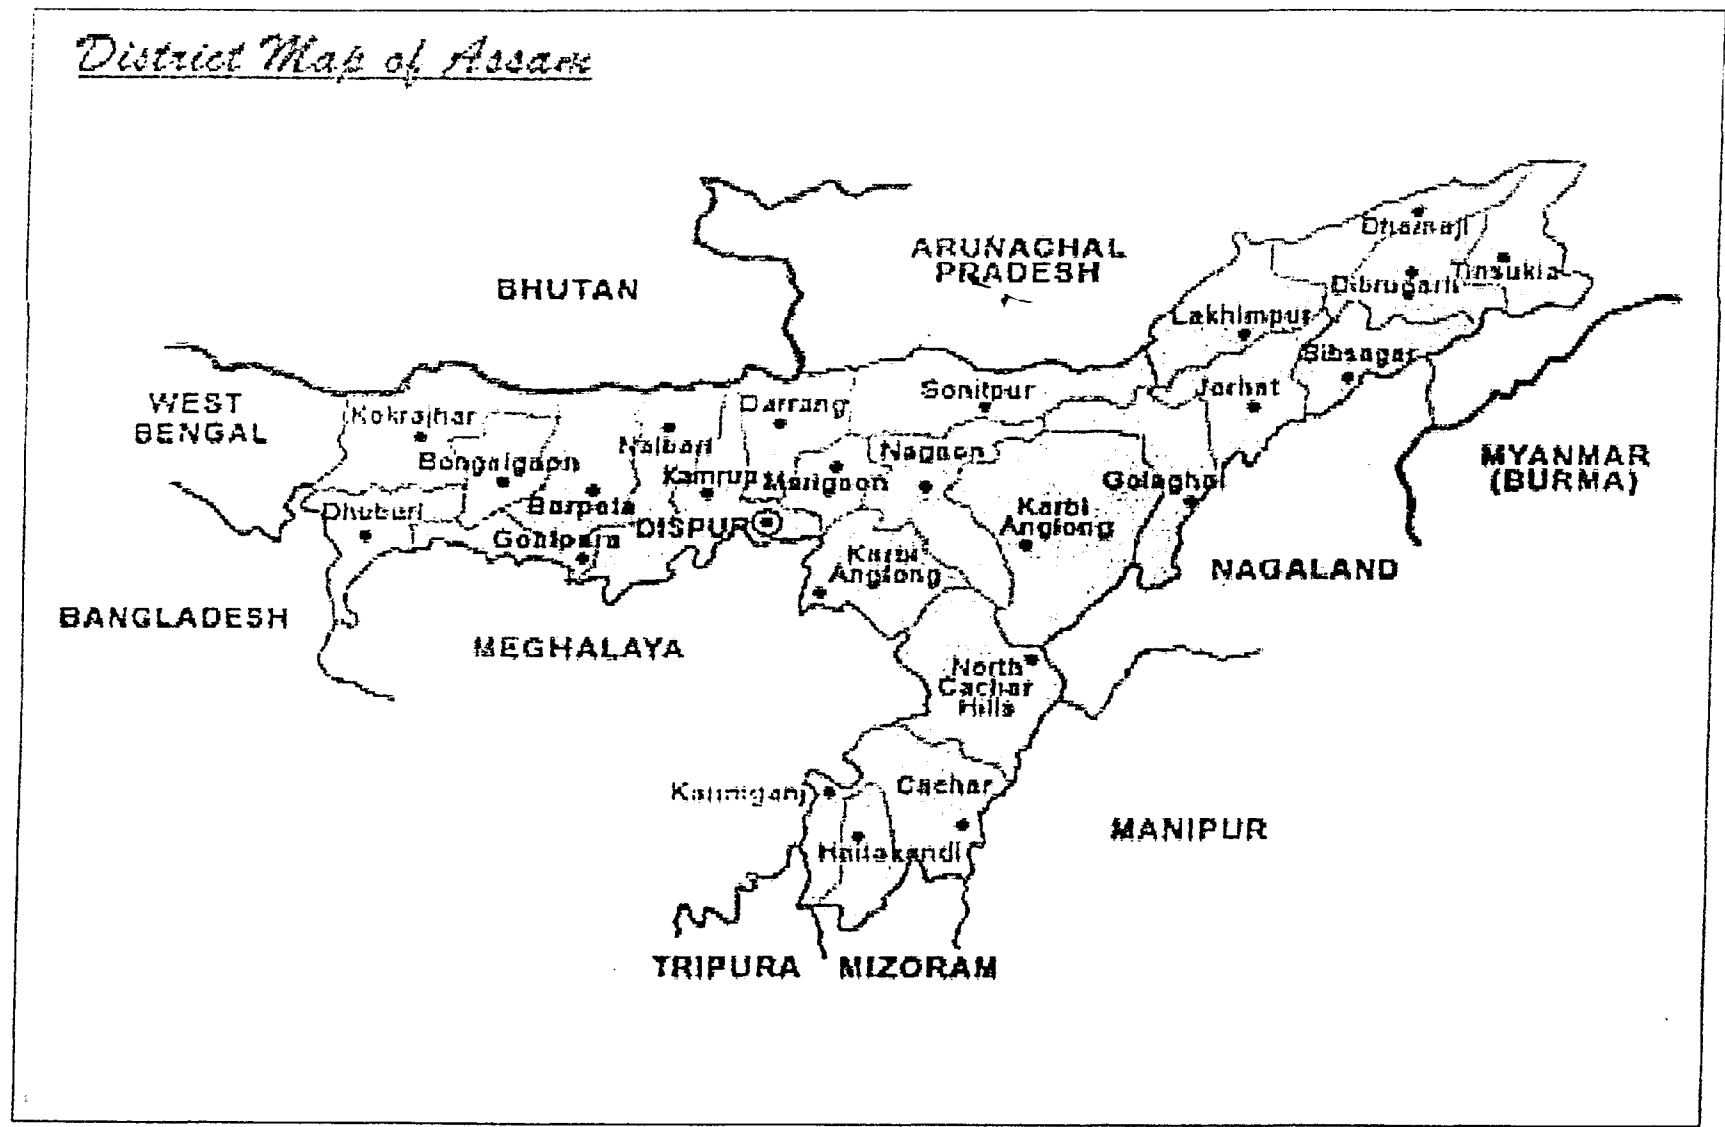 District Map of Assam
BHUTAN
ARUNACHAL
PRADESH
Dhamaji
Dibrugarh
Tinsukia
Lakhimpur
Sibsagar
WEST
BENGAL
Kokrajhar
Bongaigaon
Nalbari
Darrang
Sonitpur
Jorhat
MYANMAR
(BURMA)
Dhuburi
Barpeta
Kamrup
Marigaon
Nagaon
Golaghat
Goalpara
DISPUR
Karbi
Anglong
Karbi
Anglong
NAGALAND
BANGLADESH
MEGHALAYA
North
Cachar
Hills
Karimganj
Cachar
Hailakandi
MANIPUR
TRIPURA
MIZORAM